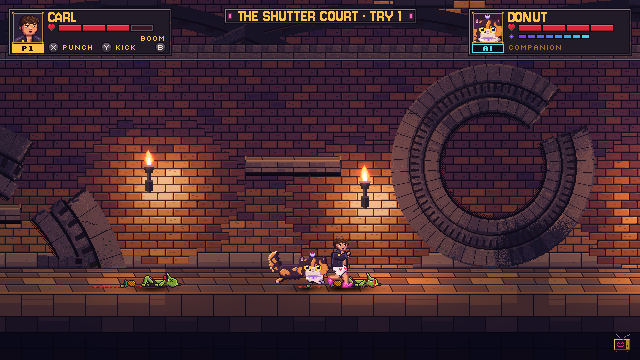 CARL
BOOM
P1
X PUNCH Y KICK B
THE SHUTTER COURT · TRY 1
DONUT
AI
COMPANION